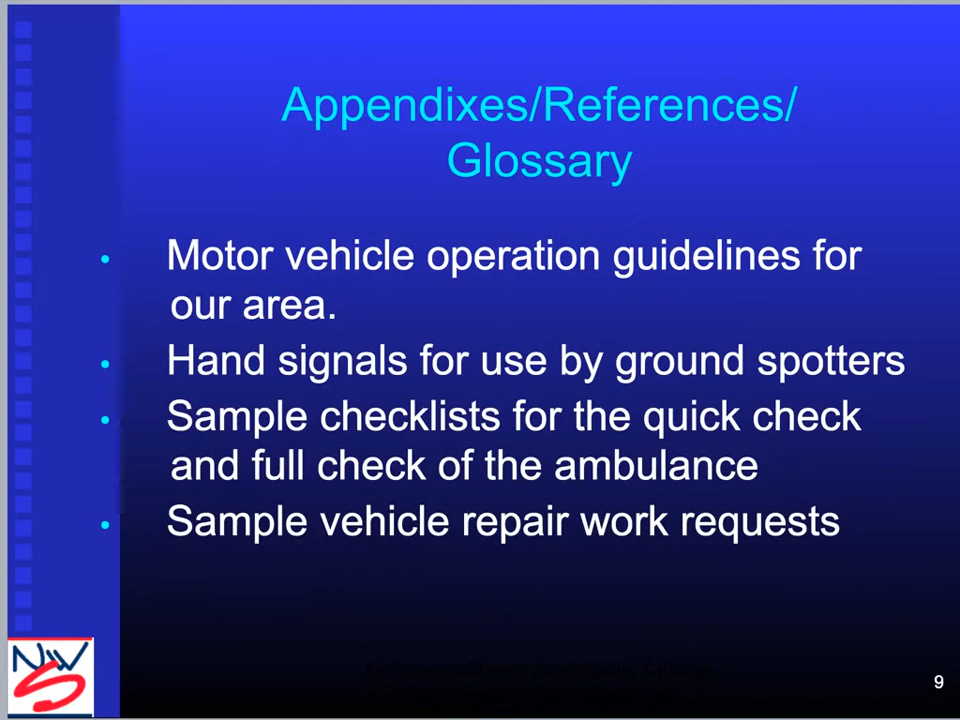 Appendixes/References/
Glossary
• Motor vehicle operation guidelines for
our area.
• Hand signals for use by ground spotters
• Sample checklists for the quick check
and full check of the ambulance
• Sample vehicle repair work requests
NWS
9